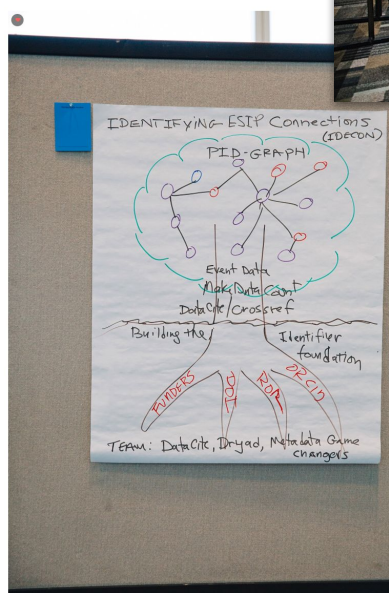 IDENTIFYING ESIP Connections
(IDECON)
PID-GRAPH
Event Data
Make Data Count
DataCite/Crossref
Building the
Identifier
foundation
FUNDERS
DOI
ROR
ORCID
TEAM: DataCite, Dryad, Metadata Game
changers